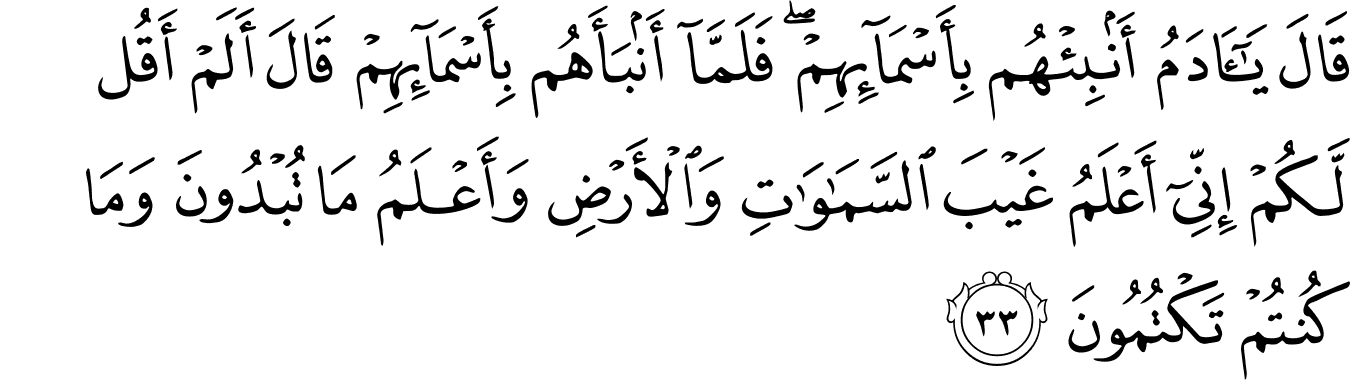 قَالَ يَـٰٓـَٔادَمُ أَنۢبِئْهُم بِأَسْمَآئِهِمْ ۖ فَلَمَّآ أَنۢبَأَهُم بِأَسْمَآئِهِمْ قَالَ أَلَمْ أَقُل
لَّكُمْ إِنِّىٓ أَعْلَمُ غَيْبَ ٱلسَّمَـٰوَٰتِ وَٱلْأَرْضِ وَأَعْلَمُ مَا تُبْدُونَ وَمَا
كُنتُمْ تَكْتُمُونَ ٣٣